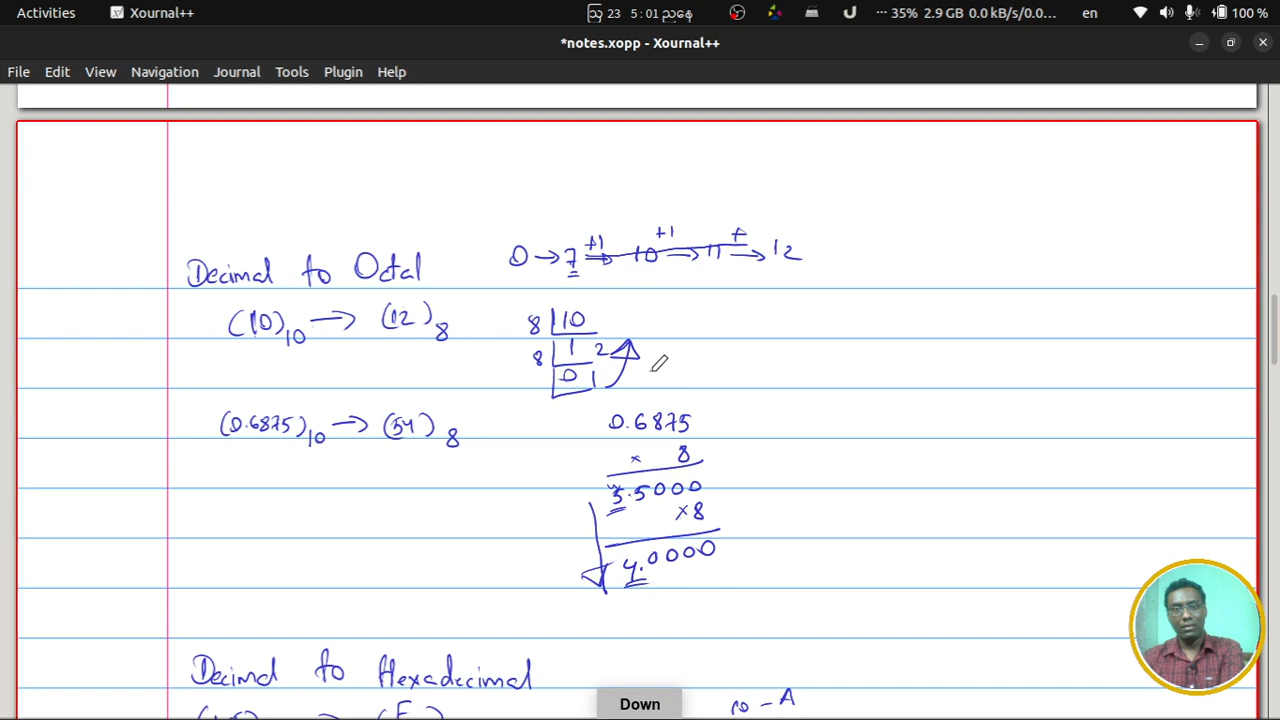 Activities Xournal++ ඔ 23 5:01 ޏනෙ ··· 35% 2.9 GB 0.0 kB/s/0.0... en 100 %
*notes.xopp - Xournal++
File Edit View Navigation Journal Tools Plugin Help
Decimal to Octal 0 → 7 +1 → 10 +1 → 11 + → 12
(10)10 → (12)8
8 10
8 1 2
0 1
(0.6875)10 → (54)8
0.6875
× 8
5.5000
×8
4.0000
Decimal to Hexadecimal
10 - A
Down